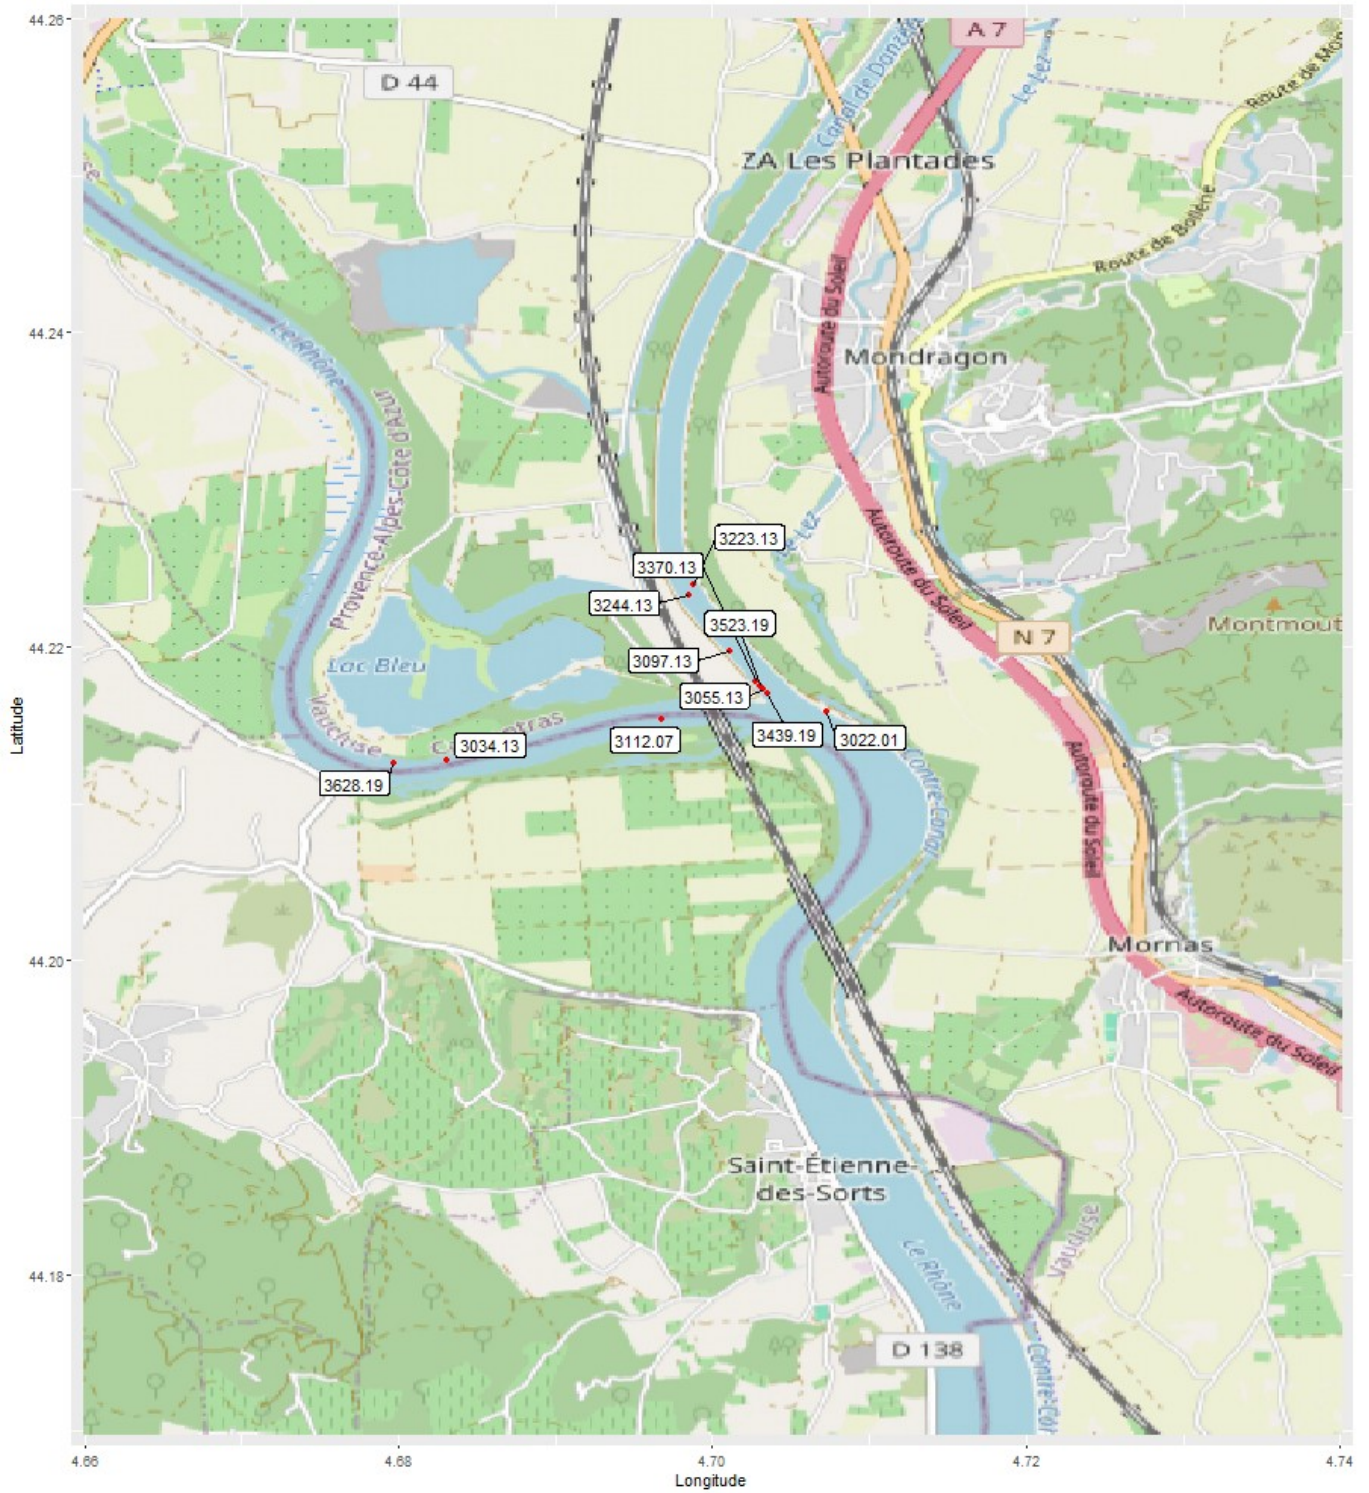 44.26
A 7
D 44
Canal de Donzè
Le Lez
Route de Mon
ZA Les Plantades
Route de Bollène
Autoroute du Soleil
44.24
Le Rhône
Mondragon
Provence-Alpes-Côte d'Azur
Autoroute du Soleil
Lez
3223.13
3370.13
3244.13
3523.19
N 7
Montmout
44.22
Lac Bleu
3097.13
3055.13
Vaucluse
3034.13
3112.07
3439.19
3022.01
3628.19
Contre-Canal
Autoroute du Soleil
Mornas
44.20
Autoroute du Soleil
Saint-Étienne-
des-Sorts
Vaucluse
Le Rhône
44.18
D 138
Contre-Car
4.66
4.68
4.70
4.72
4.74
Longitude
Latitude